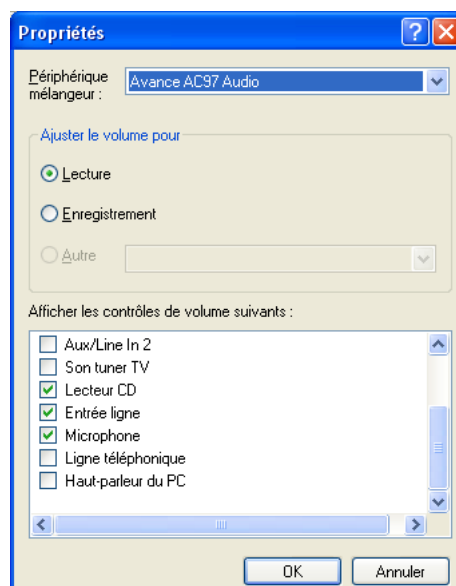 Propriétés
Périphérique
mélangeur :
Avance AC97 Audio
Ajuster le volume pour
Lecture
Enregistrement
Autre
Afficher les contrôles de volume suivants :
Aux/Line In 2
Son tuner TV
Lecteur CD
Entrée ligne
Microphone
Ligne téléphonique
Haut-parleur du PC
OK Annuler